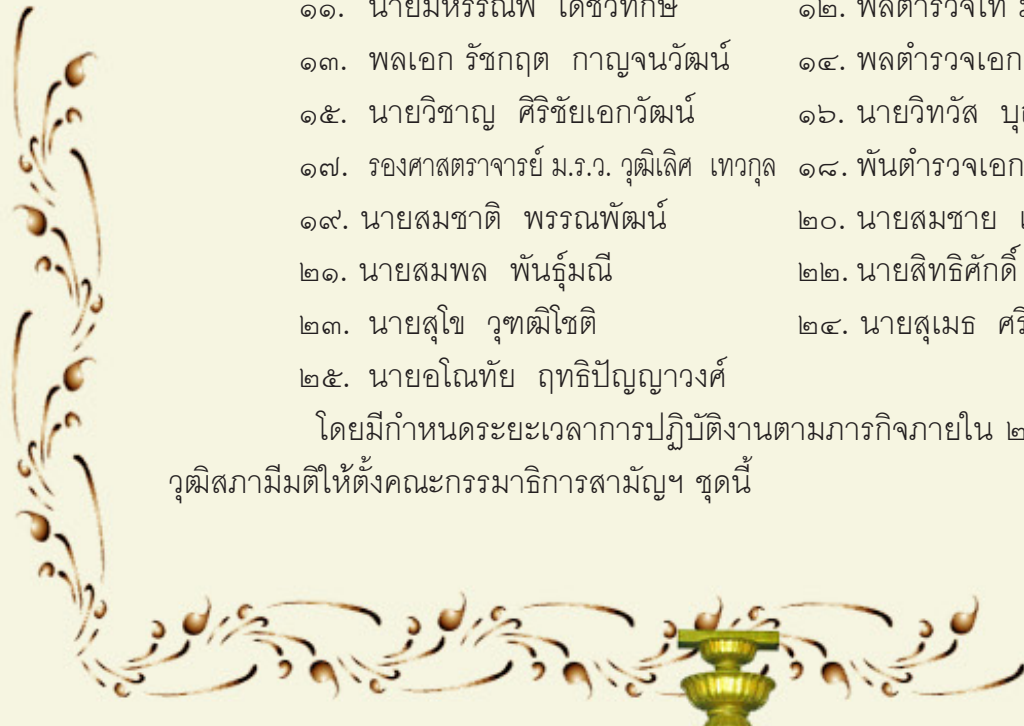 ๑๑. นายมหรรณพ เดชวิทักษ์ ๑๒. พลตำรวจโท
๑๓. พลเอก รัชกฤต กาญจนวัฒน์ ๑๔. พลตำรวจเอก
๑๕. นายวิชาญ ศิริชัยเอกวัฒน์ ๑๖. นายวิทวัส
๑๗. รองศาสตราจารย์ ม.ร.ว. วุฒิเลิศ เทวกุล ๑๘. พันตำรวจเอก
๑๙. นายสมชาติ พรรณพัฒน์ ๒๐. นายสมชาย
๒๑. นายสมพล พันธุ์มณี ๒๒. นายสิทธิศักดิ์
๒๓. นายสุโข วุฑฒิโชติ ๒๔. นายสุเมธ ศรี
๒๕. นายอโณทัย ฤทธิปัญญาวงศ์
โดยมีกำหนดระยะเวลาการปฏิบัติงานตามภารกิจภายใน ๒
วุฒิสภามีมติให้ตั้งคณะกรรมาธิการสามัญฯ ชุดนี้